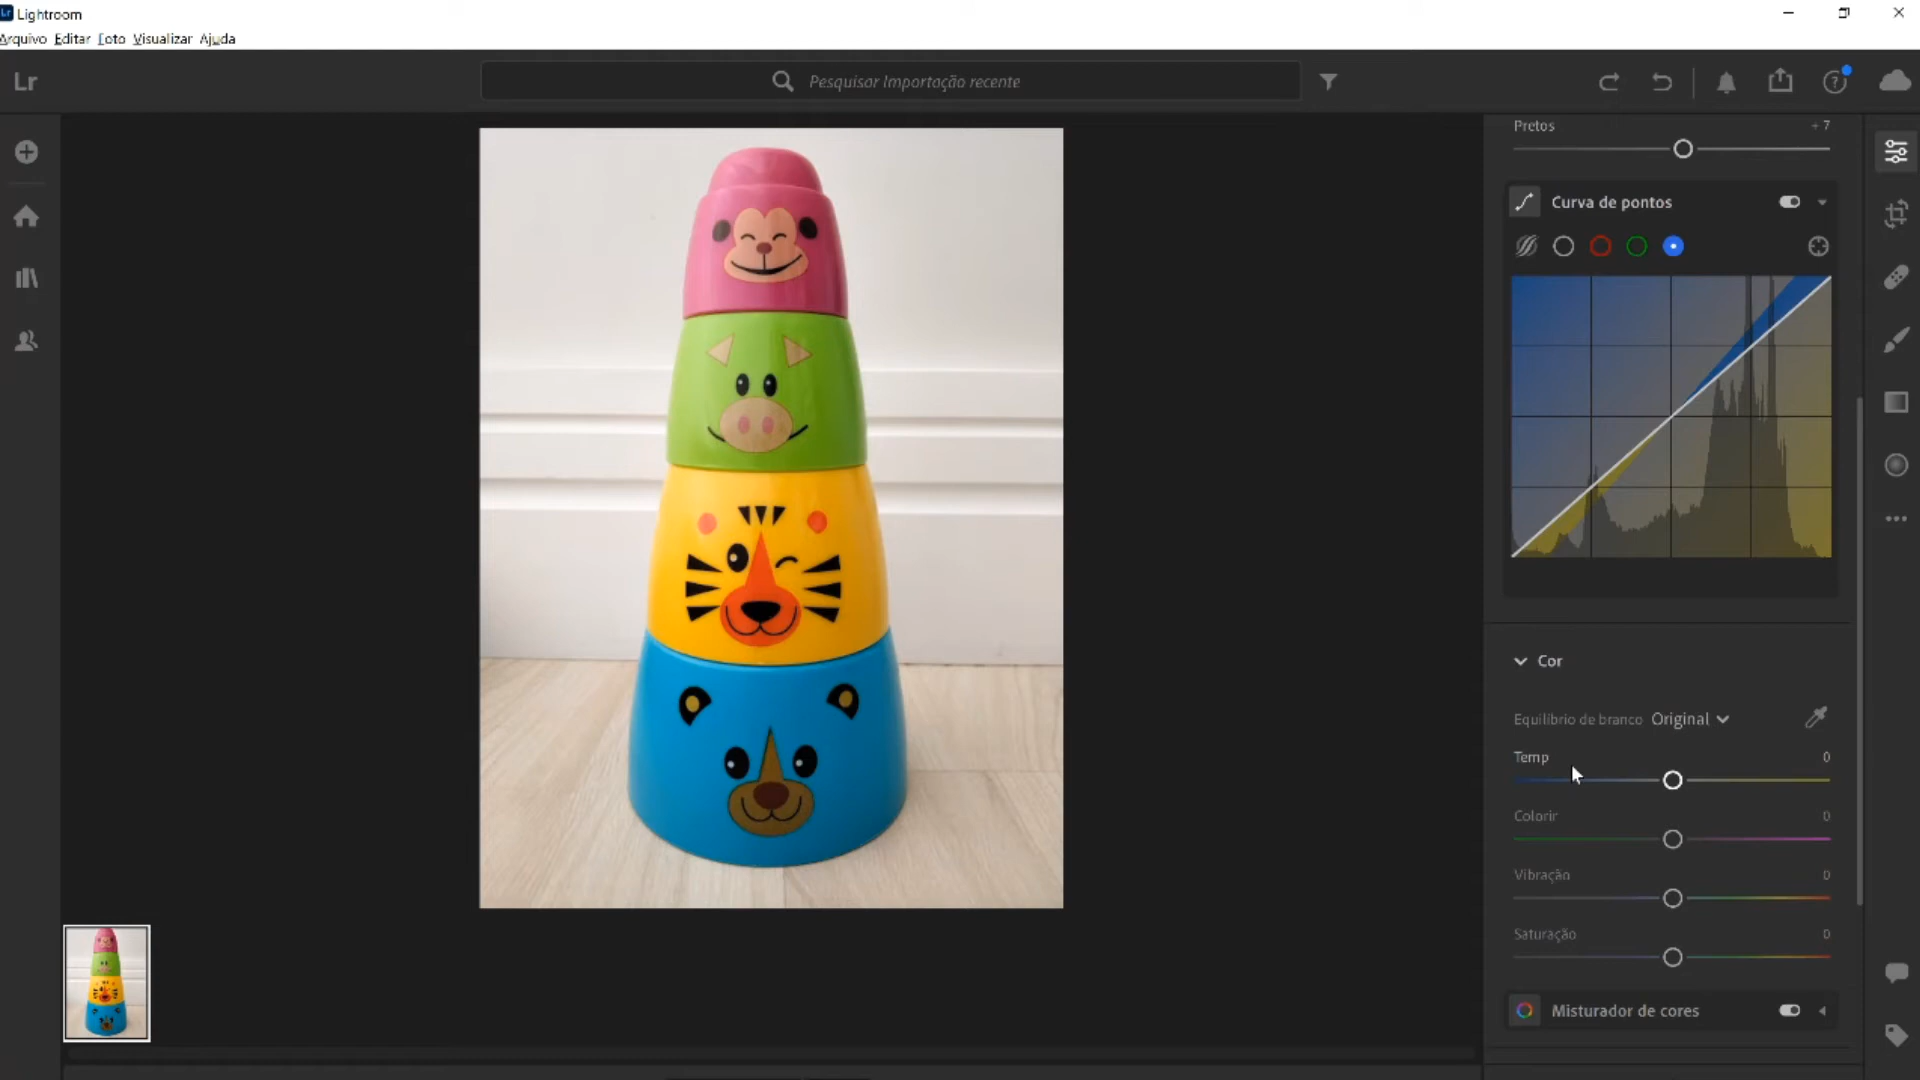 Lr Lightroom
Arquivo Editar Foto Visualizar Ajuda
Lr
Pesquisar Importação recente
Pretos + 7
Curva de pontos
Cor
Equilíbrio de branco Original
Temp 0
Colorir 0
Vibração 0
Saturação 0
Misturador de cores